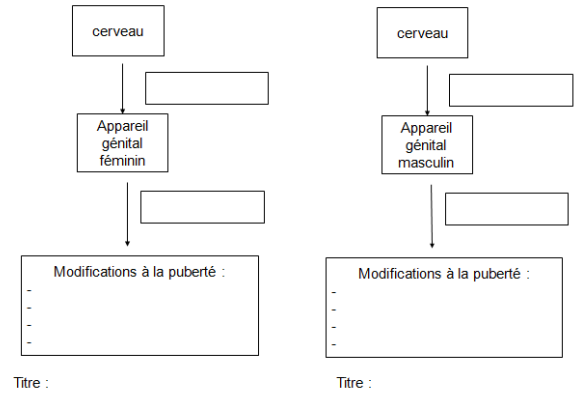 cerveau
Appareil
génital
féminin
Modifications à la puberté :
-
-
-
-
Titre :
cerveau
Appareil
génital
masculin
Modifications à la puberté :
-
-
-
-
Titre :